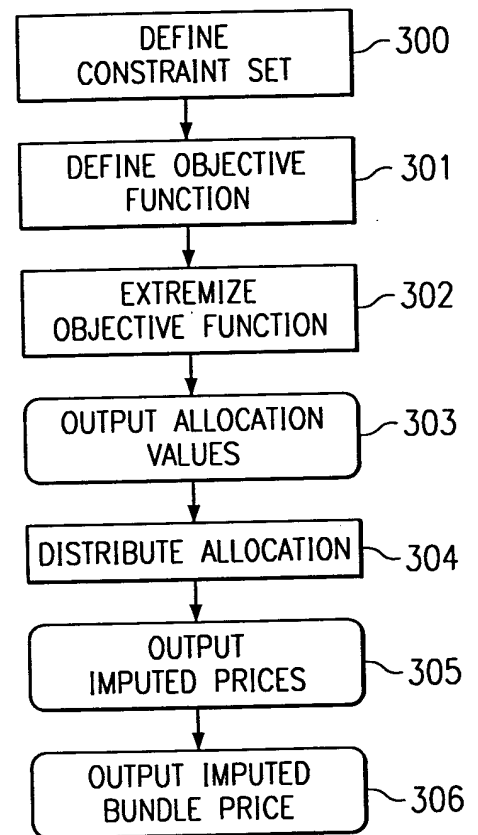 DEFINE
CONSTRAINT SET
300
DEFINE OBJECTIVE
FUNCTION
301
EXTREMIZE
OBJECTIVE FUNCTION
302
OUTPUT ALLOCATION
VALUES
303
DISTRIBUTE ALLOCATION
304
OUTPUT
IMPUTED PRICES
305
OUTPUT IMPUTED
BUNDLE PRICE
306